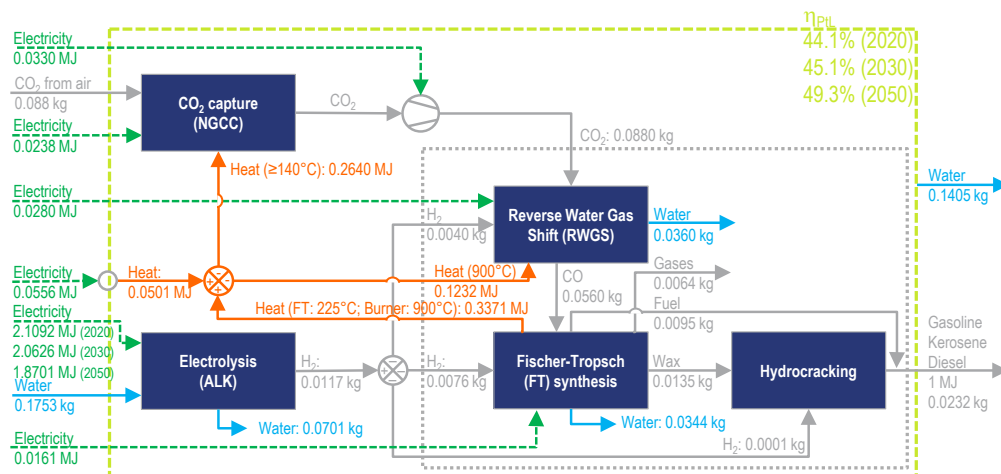 η_PtL
44.1% (2020)
45.1% (2030)
49.3% (2050)
Electricity
0.0330 MJ
CO₂ from air
0.088 kg
Electricity
0.0238 MJ
CO₂ capture
(NGCC)
CO₂
CO₂: 0.0880 kg
Heat (≥140°C): 0.2640 MJ
Electricity
0.0280 MJ
H₂
0.0040 kg
Reverse Water Gas
Shift (RWGS)
Water
0.0360 kg
Water
0.1405 kg
Electricity
0.0556 MJ
Heat:
0.0501 MJ
Heat (900°C)
0.1232 MJ
CO
0.0560 kg
Gases
0.0064 kg
Heat (FT: 225°C; Burner: 900°C): 0.3371 MJ
Fuel
0.0095 kg
Electricity
2.1092 MJ (2020)
2.0626 MJ (2030)
1.8701 MJ (2050)
Electrolysis
(ALK)
H₂:
0.0117 kg
H₂:
0.0076 kg
Fischer-Tropsch
(FT) synthesis
Wax
0.0135 kg
Hydrocracking
Gasoline
Kerosene
Diesel
1 MJ
0.0232 kg
Water
0.1753 kg
Water: 0.0701 kg
Water: 0.0344 kg
H₂: 0.0001 kg
Electricity
0.0161 MJ